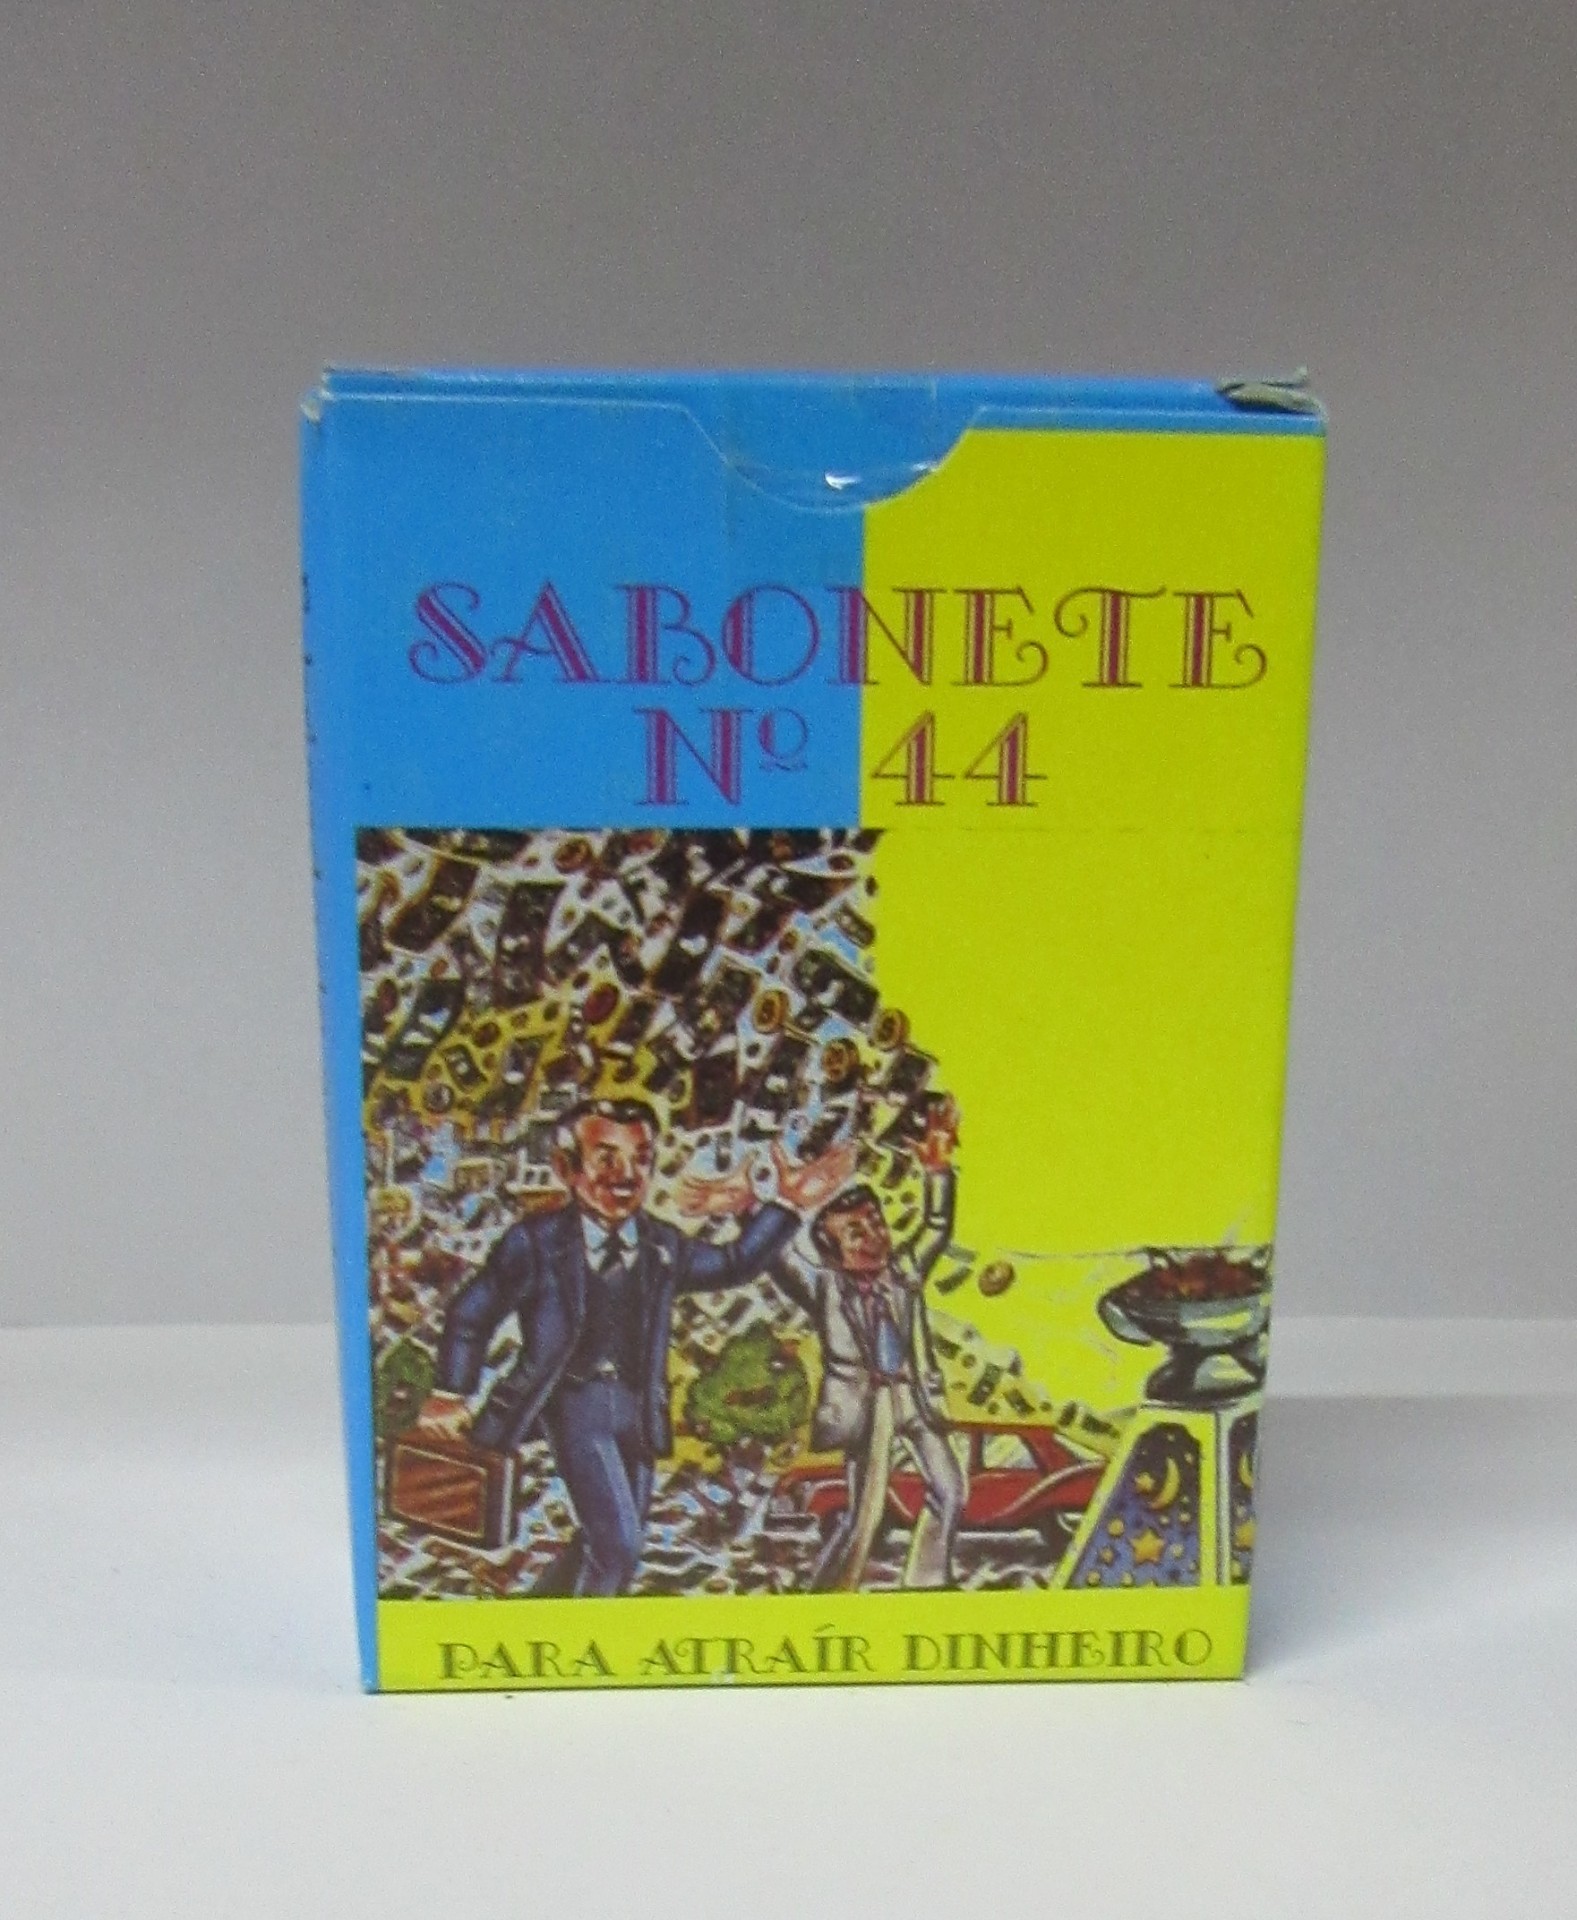 SABONETE
Nº 44
PARA ATRAÍR DINHEIRO